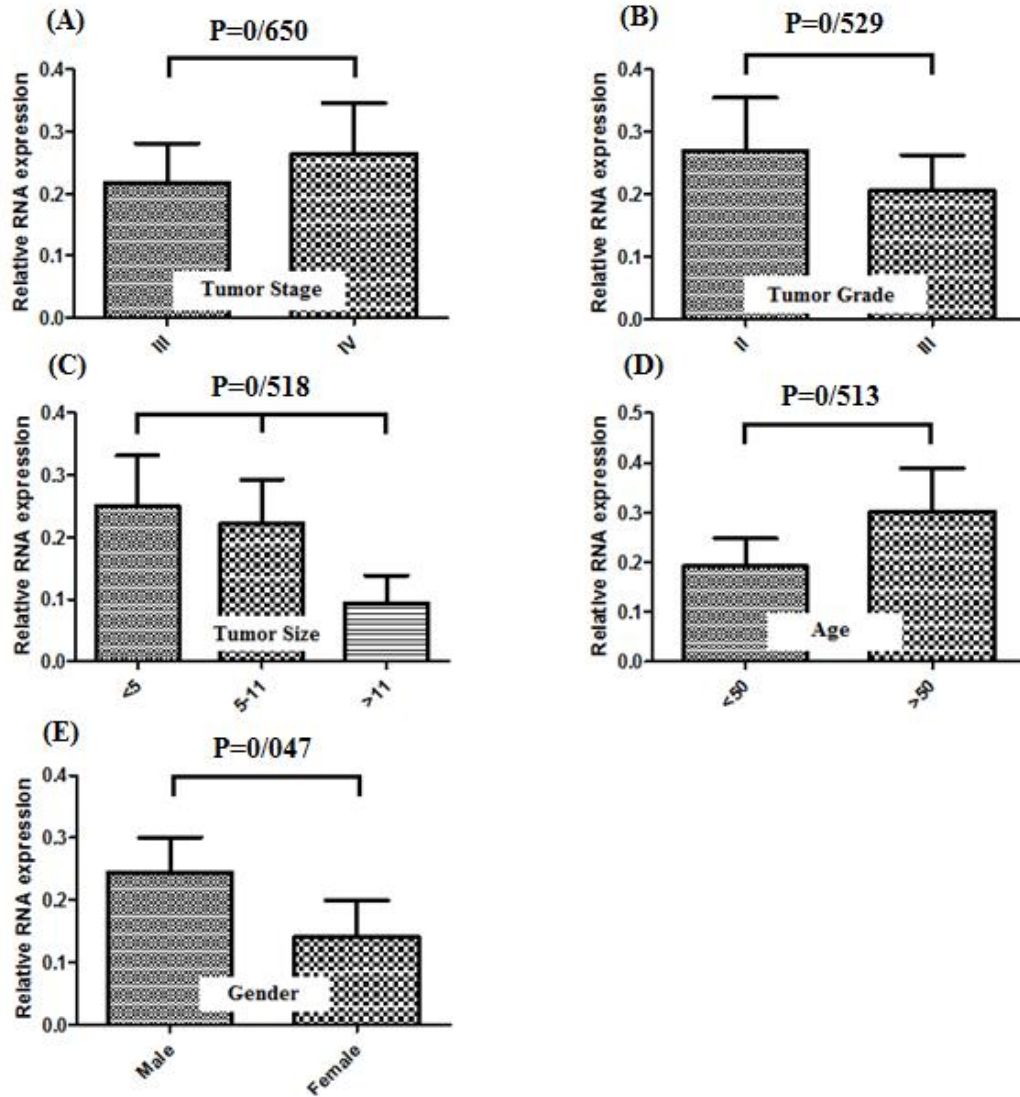 (A)
P=0/650
Relative RNA expression
0.4
0.3
0.2
0.1
0.0
Tumor Stage
III
IV
(B)
P=0/529
Relative RNA expression
0.4
0.3
0.2
0.1
0.0
Tumor Grade
II
III
(C)
P=0/518
Relative RNA expression
0.4
0.3
0.2
0.1
0.0
Tumor Size
<5
5-11
>11
(D)
P=0/513
Relative RNA expression
0.5
0.4
0.3
0.2
0.1
0.0
Age
<50
>50
(E)
P=0/047
Relative RNA expression
0.4
0.3
0.2
0.1
0.0
Gender
Male
Female